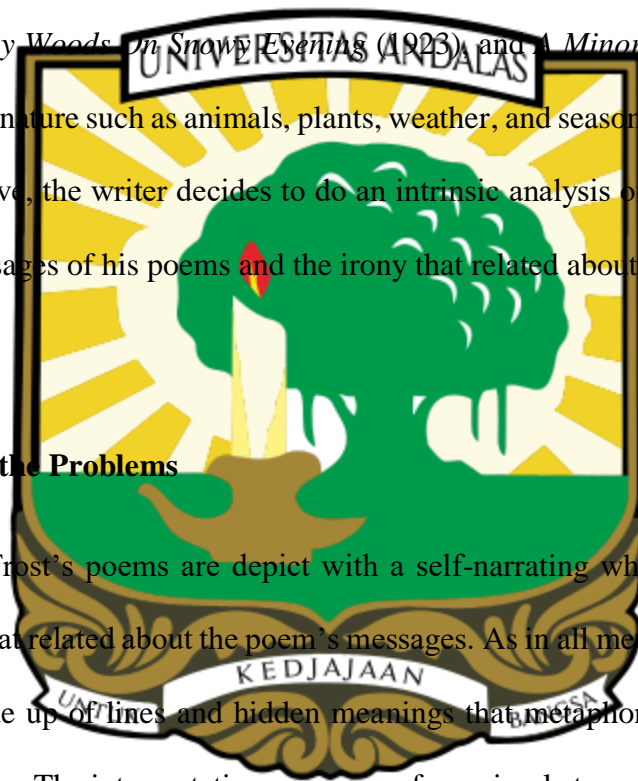 y Woods On Snowy Evening (1923), and A Minor
UNIVERSITAS ANDALAS
nature such as animals, plants, weather, and season
ve, the writer decides to do an intrinsic analysis o
sages of his poems and the irony that related about
the Problems
Frost's poems are depict with a self-narrating wh
at related about the poem's messages. As in all me
KEDJAJAAN
UNTUK BANGSA
e up of lines and hidden meanings that metaphor